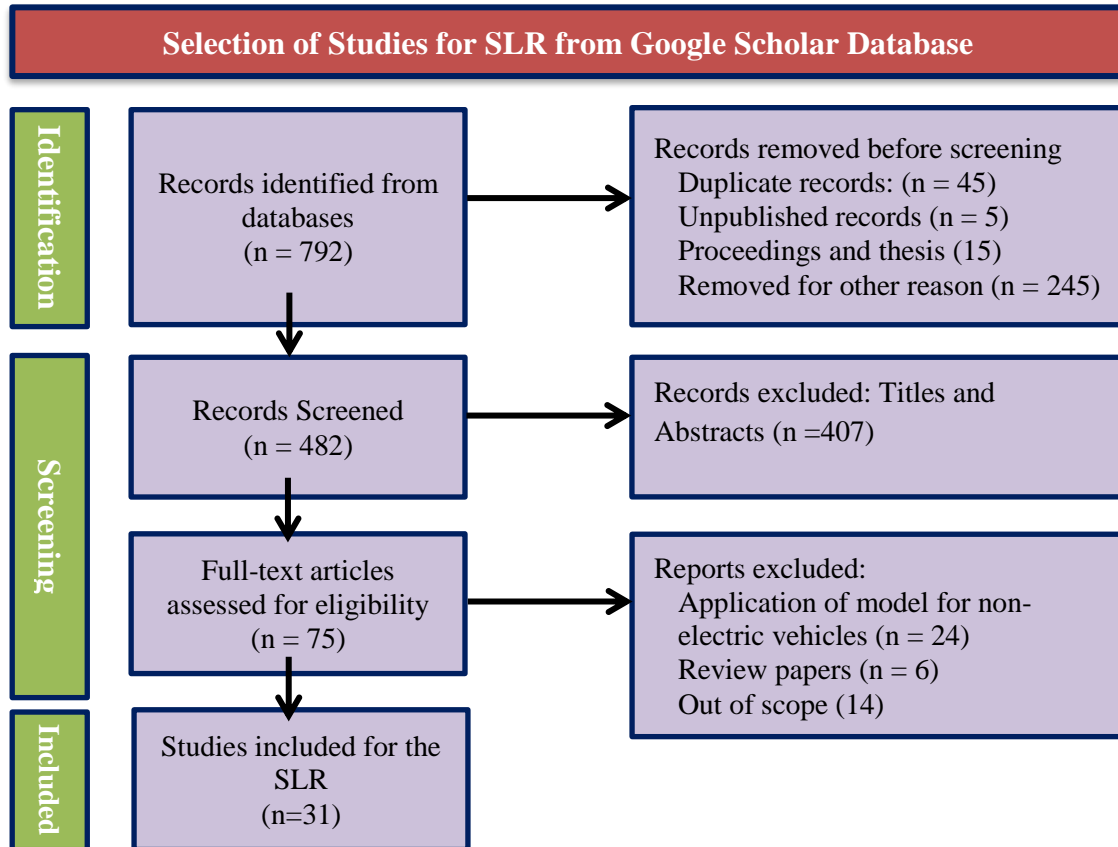 Selection of Studies for SLR from Google Scholar Database
Identification
Records identified from
databases
(n = 792)
Records removed before screening
Duplicate records: (n = 45)
Unpublished records (n = 5)
Proceedings and thesis (15)
Removed for other reason (n = 245)
Screening
Records Screened
(n = 482)
Records excluded: Titles and
Abstracts (n =407)
Full-text articles
assessed for eligibility
(n = 75)
Reports excluded:
Application of model for non-
electric vehicles (n = 24)
Review papers (n = 6)
Out of scope (14)
Included
Studies included for the
SLR
(n=31)